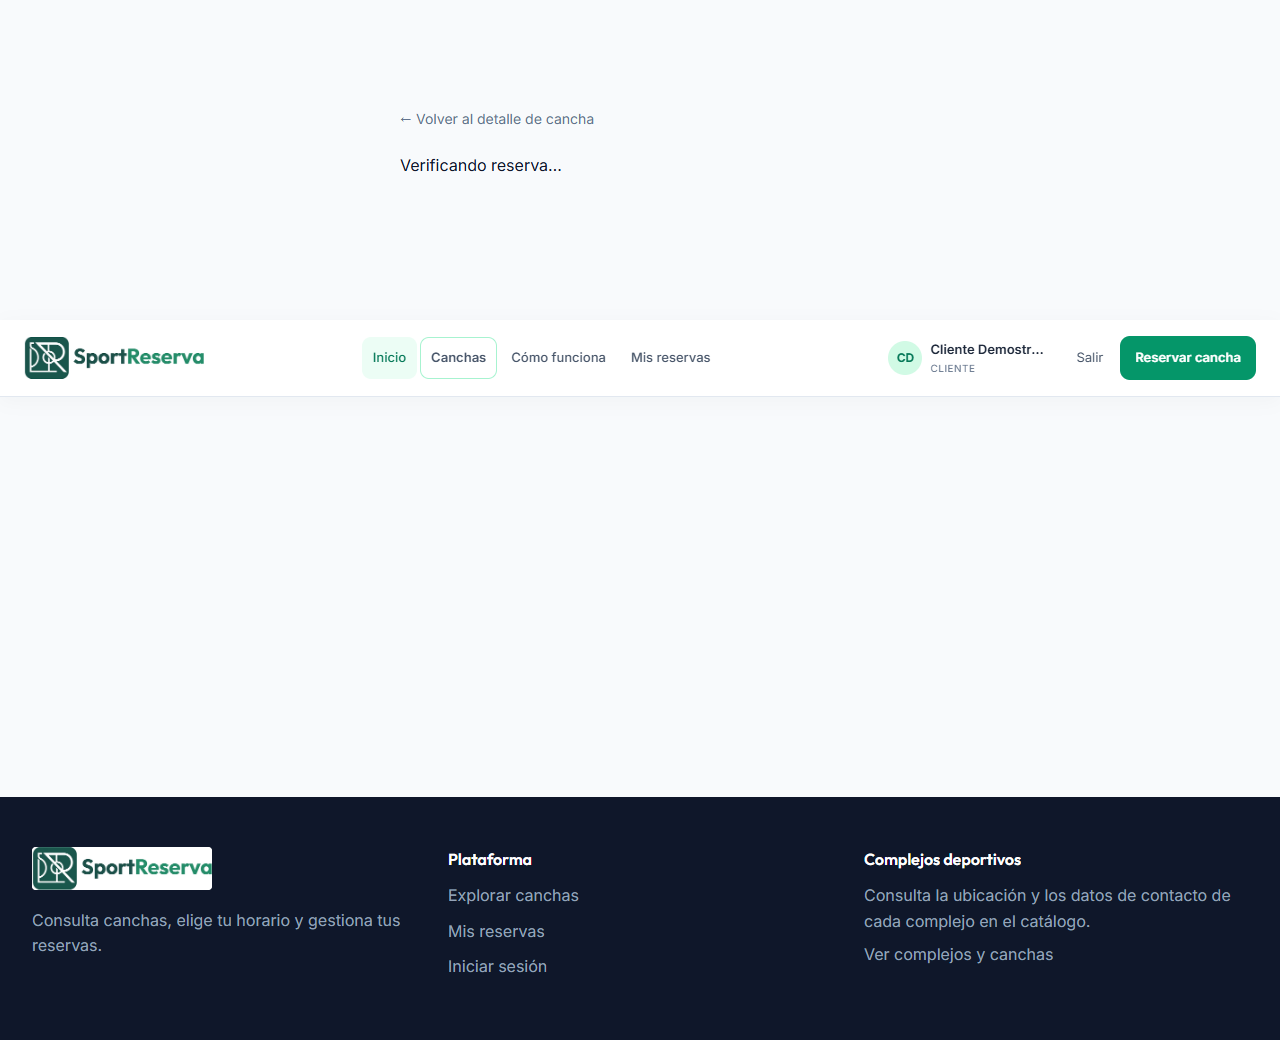 ← Volver al detalle de cancha
Verificando reserva...
SportReserva
Inicio
Canchas
Cómo funciona
Mis reservas
CD
Cliente Demostr...
CLIENTE
Salir
Reservar cancha
SportReserva
Consulta canchas, elige tu horario y gestiona tus
reservas.
Plataforma
Explorar canchas
Mis reservas
Iniciar sesión
Complejos deportivos
Consulta la ubicación y los datos de contacto de
cada complejo en el catálogo.
Ver complejos y canchas